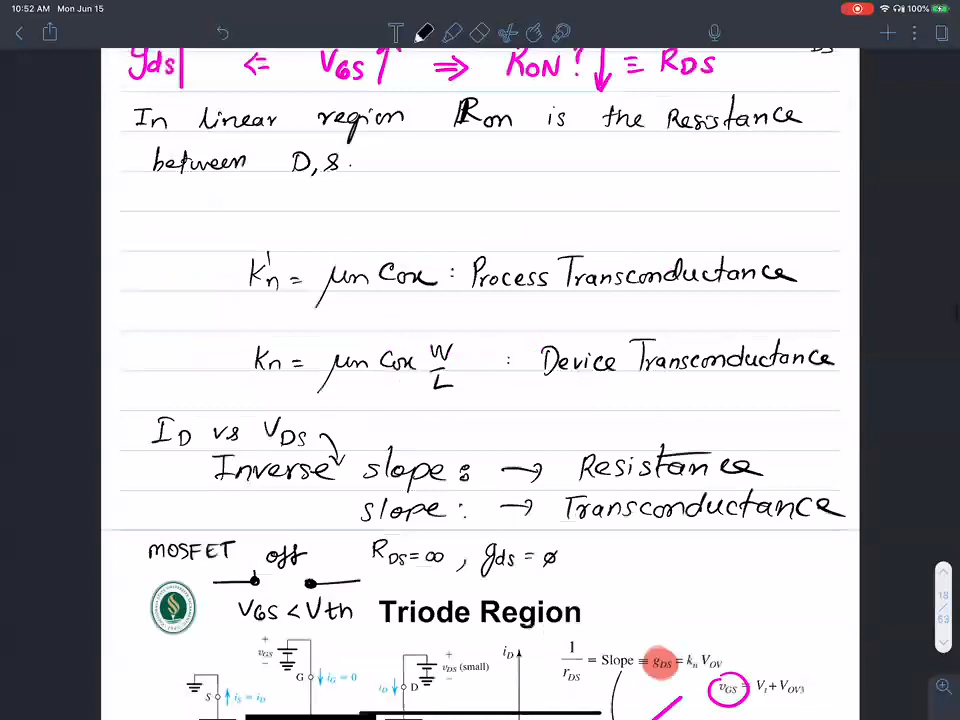 10:52 AM Mon Jun 15
100%
gds ⇐ VGS↑ ⇒ RON?↓ ≡ RDS
In linear region Ron is the Resistance
between D,S.
K'n = μn Cox : Process Transconductance
Kn = μn Cox W/L : Device Transconductance
ID vs VDS
Inverse slope: → Resistance
slope: → Transconductance
MOSFET off RDS=∞, gds = ϕ
VGS < Vth Triode Region
1/rDS = Slope ≡ gDS = kn VOV
vGS = Vt + VOV3
+ vGS −
G iG = 0
+ vDS (small) −
iD
S iS = iD
iD D
18/53